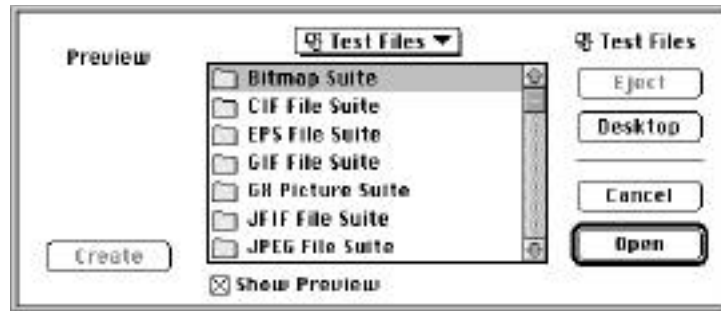 Preview
Test Files
Bitmap Suite
CIF File Suite
EPS File Suite
GIF File Suite
GX Picture Suite
JFIF File Suite
JPEG File Suite
Create
Show Preview
Test Files
Eject
Desktop
Cancel
Open